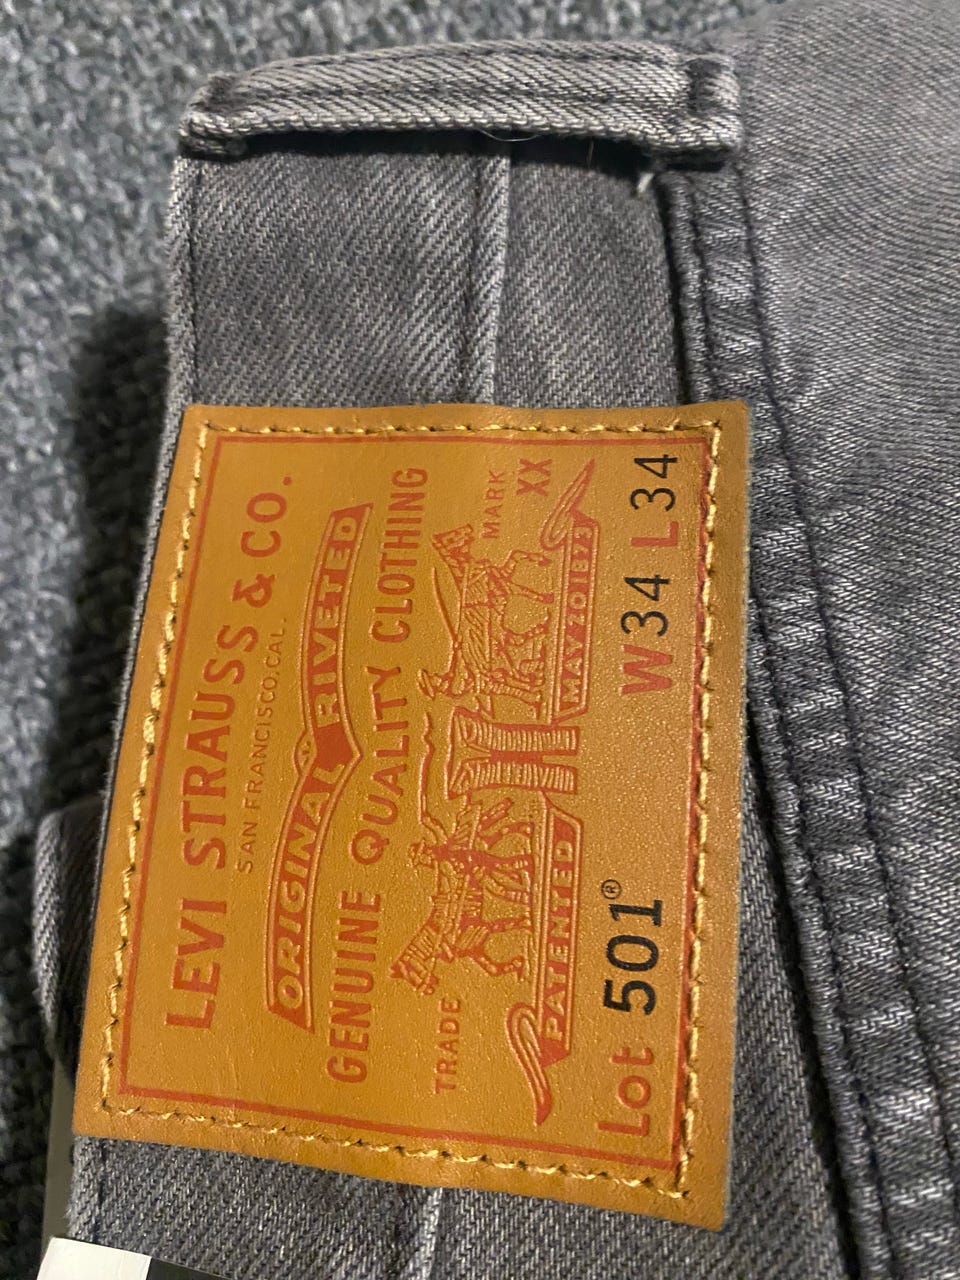 LEVI STRAUSS & CO.
SAN FRANCISCO, CAL.
ORIGINAL RIVETED
GENUINE QUALITY CLOTHING
TRADE MARK
XX
PATENTED MAY 20 1873
Lot 501® W34 L34